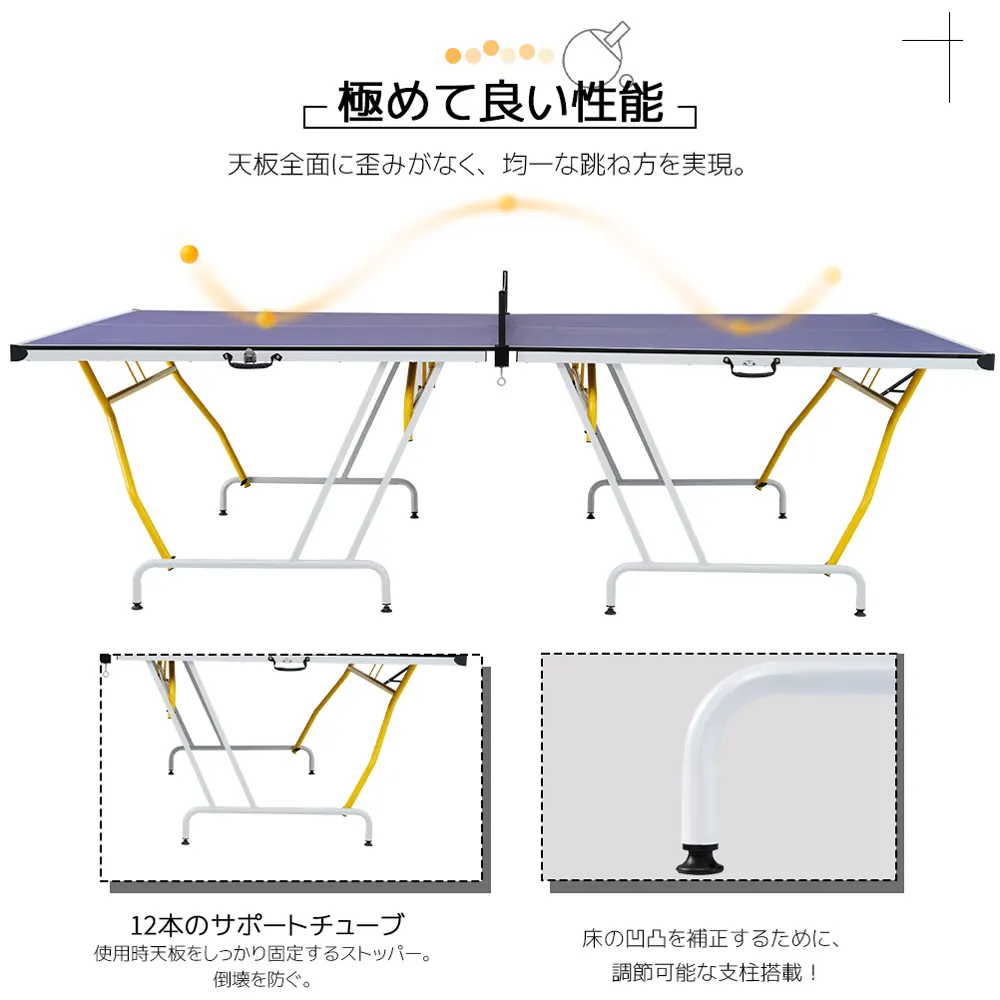 極めて良い性能
天板全面に歪みがなく、均一な跳ね方を実現。
12本のサポートチューブ
使用時天板をしっかり固定するストッパー。
倒壊を防ぐ。
床の凹凸を補正するために、
調節可能な支柱搭載！